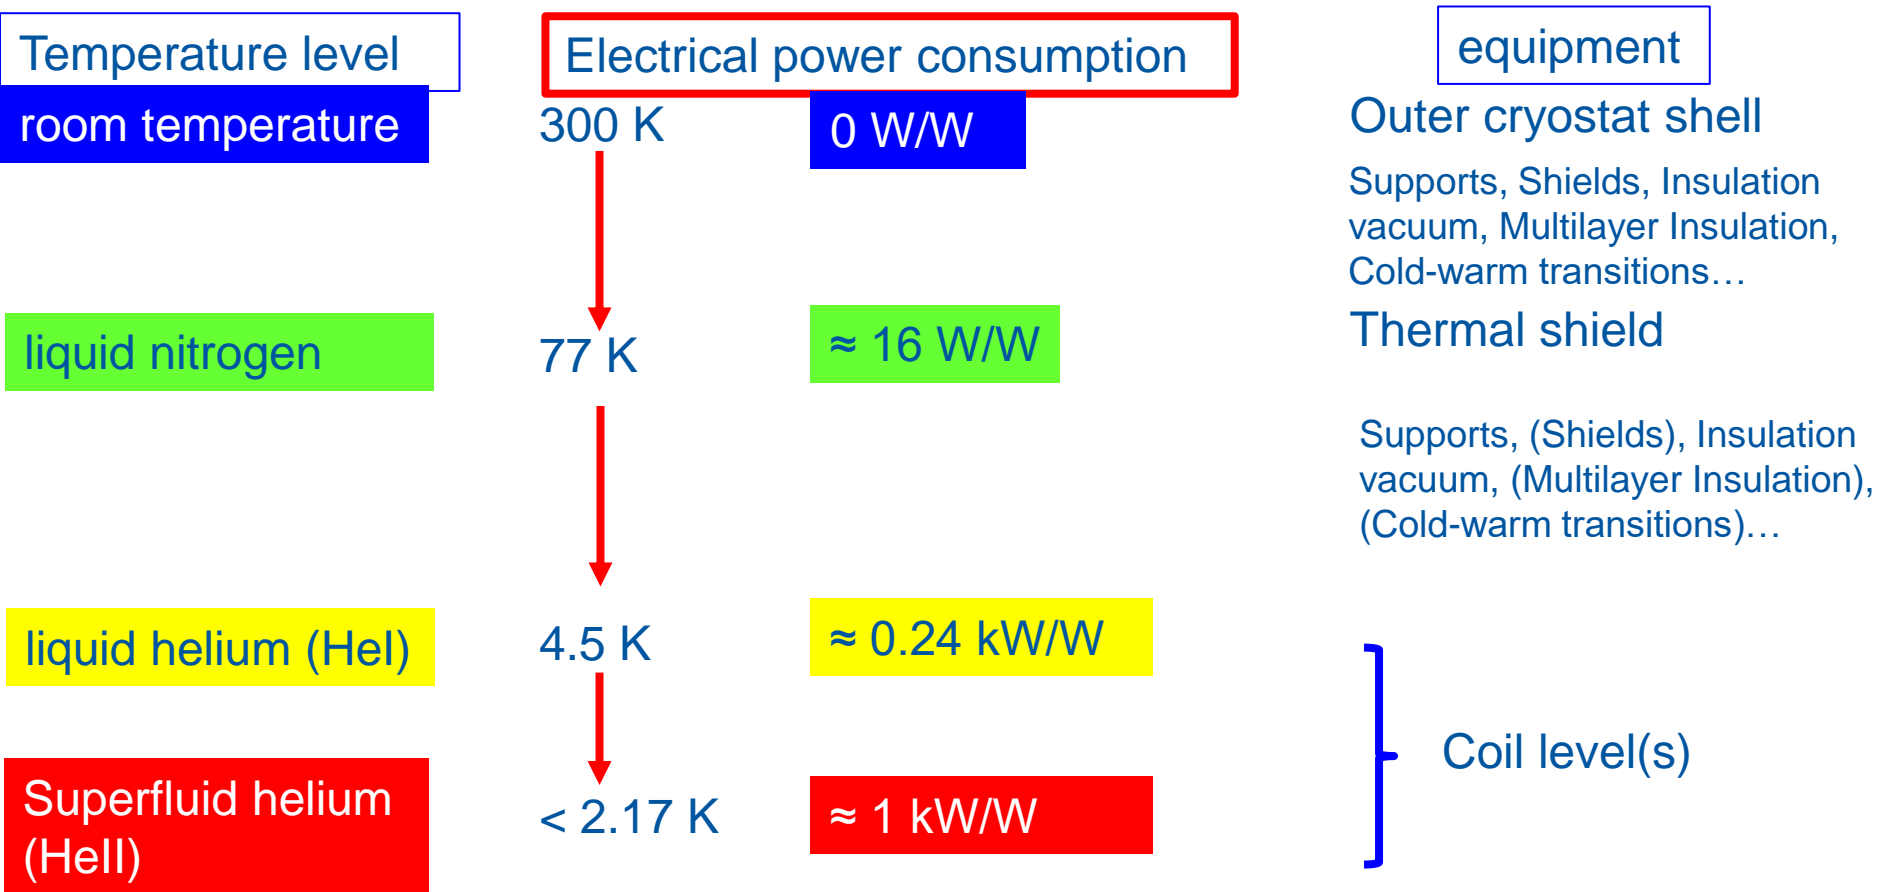 Temperature level
Electrical power consumption
equipment
room temperature
300 K
0 W/W
Outer cryostat shell
Supports, Shields, Insulation
vacuum, Multilayer Insulation,
Cold-warm transitions…
liquid nitrogen
77 K
≈ 16 W/W
Thermal shield
Supports, (Shields), Insulation
vacuum, (Multilayer Insulation),
(Cold-warm transitions)…
liquid helium (HeI)
4.5 K
≈ 0.24 kW/W
Coil level(s)
Superfluid helium
(HeII)
< 2.17 K
≈ 1 kW/W